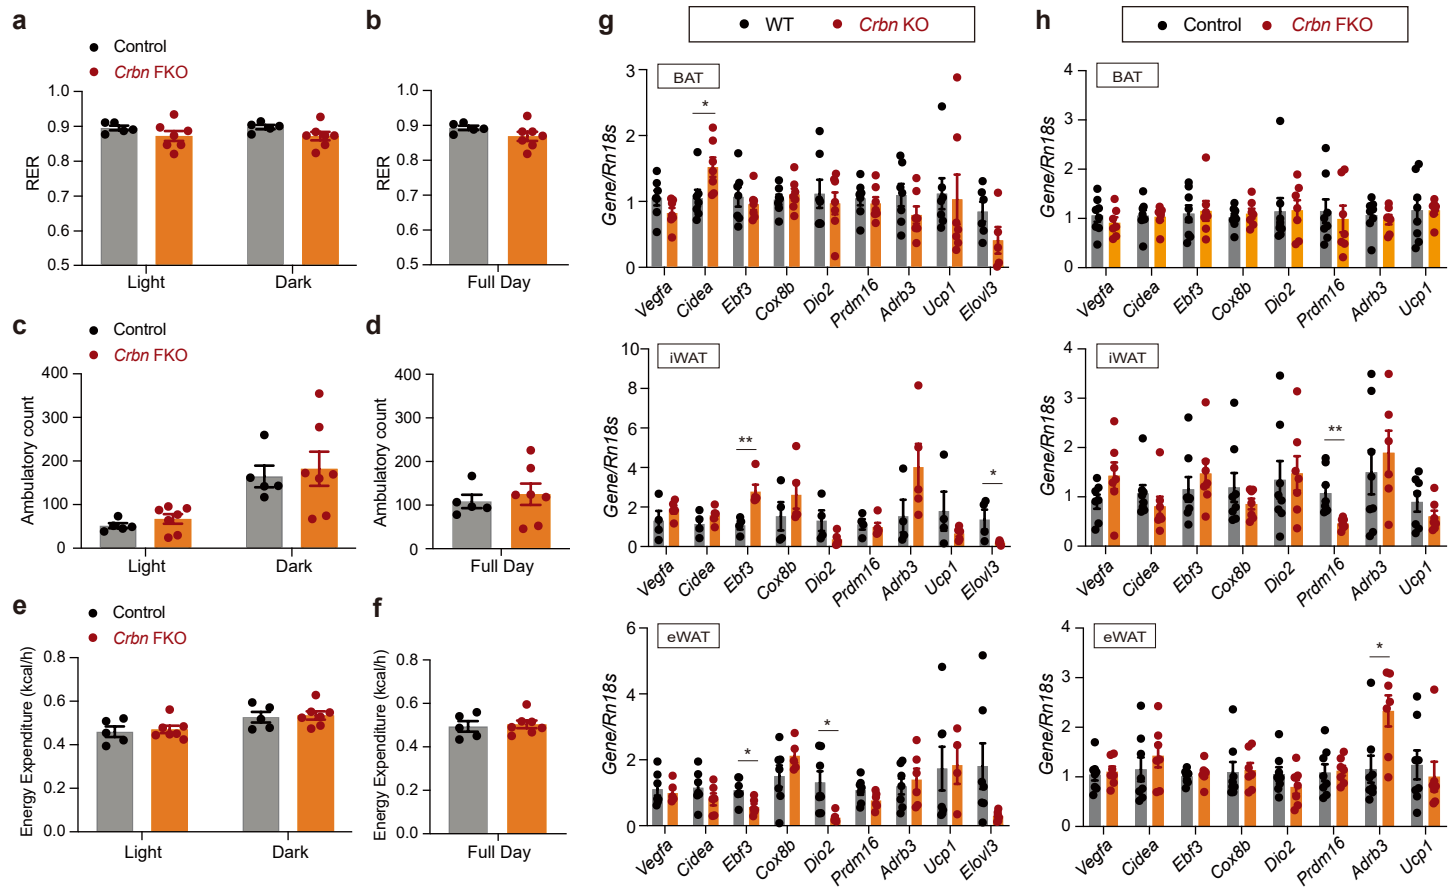 a
Control
Crbn FKO
RER
1.0
0.9
0.8
0.7
0.6
0.5
Light
Dark
b
RER
1.0
0.9
0.8
0.7
0.6
0.5
Full Day
c
Control
Crbn FKO
Ambulatory count
400
300
200
100
0
Light
Dark
d
Ambulatory count
400
300
200
100
0
Full Day
e
Control
Crbn FKO
Energy Expenditure (kcal/h)
0.8
0.6
0.4
0.2
0.0
Light
Dark
f
Energy Expenditure (kcal/h)
0.8
0.6
0.4
0.2
0.0
Full Day
g
WT
Crbn KO
BAT
Gene/Rn18s
3
2
1
0
*
Vegfa
Cidea
Ebf3
Cox8b
Dio2
Prdm16
Adrb3
Ucp1
Elovl3
iWAT
Gene/Rn18s
10
8
6
4
2
0
**
*
Vegfa
Cidea
Ebf3
Cox8b
Dio2
Prdm16
Adrb3
Ucp1
Elovl3
eWAT
Gene/Rn18s
6
4
2
0
*
*
Vegfa
Cidea
Ebf3
Cox8b
Dio2
Prdm16
Adrb3
Ucp1
Elovl3
h
Control
Crbn FKO
BAT
Gene/Rn18s
4
3
2
1
0
Vegfa
Cidea
Ebf3
Cox8b
Dio2
Prdm16
Adrb3
Ucp1
iWAT
Gene/Rn18s
4
3
2
1
0
**
Vegfa
Cidea
Ebf3
Cox8b
Dio2
Prdm16
Adrb3
Ucp1
eWAT
Gene/Rn18s
4
3
2
1
0
*
Vegfa
Cidea
Ebf3
Cox8b
Dio2
Prdm16
Adrb3
Ucp1